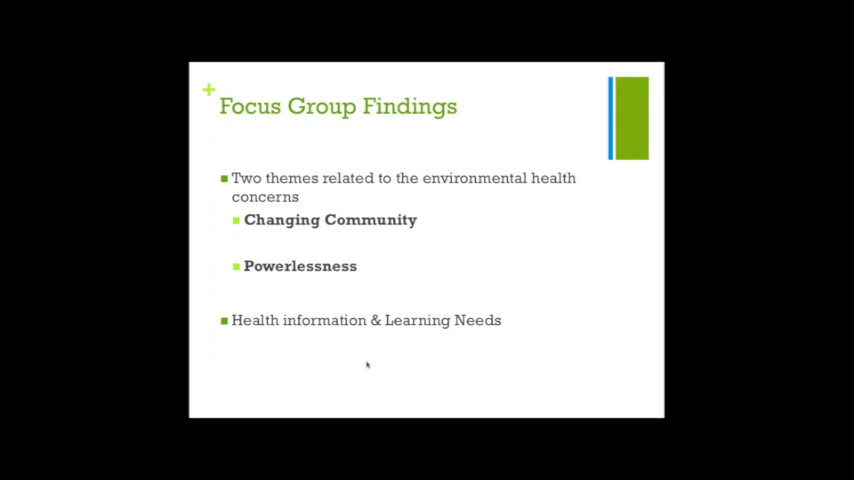 +
Focus Group Findings
Two themes related to the environmental health
concerns
Changing Community
Powerlessness
Health information & Learning Needs